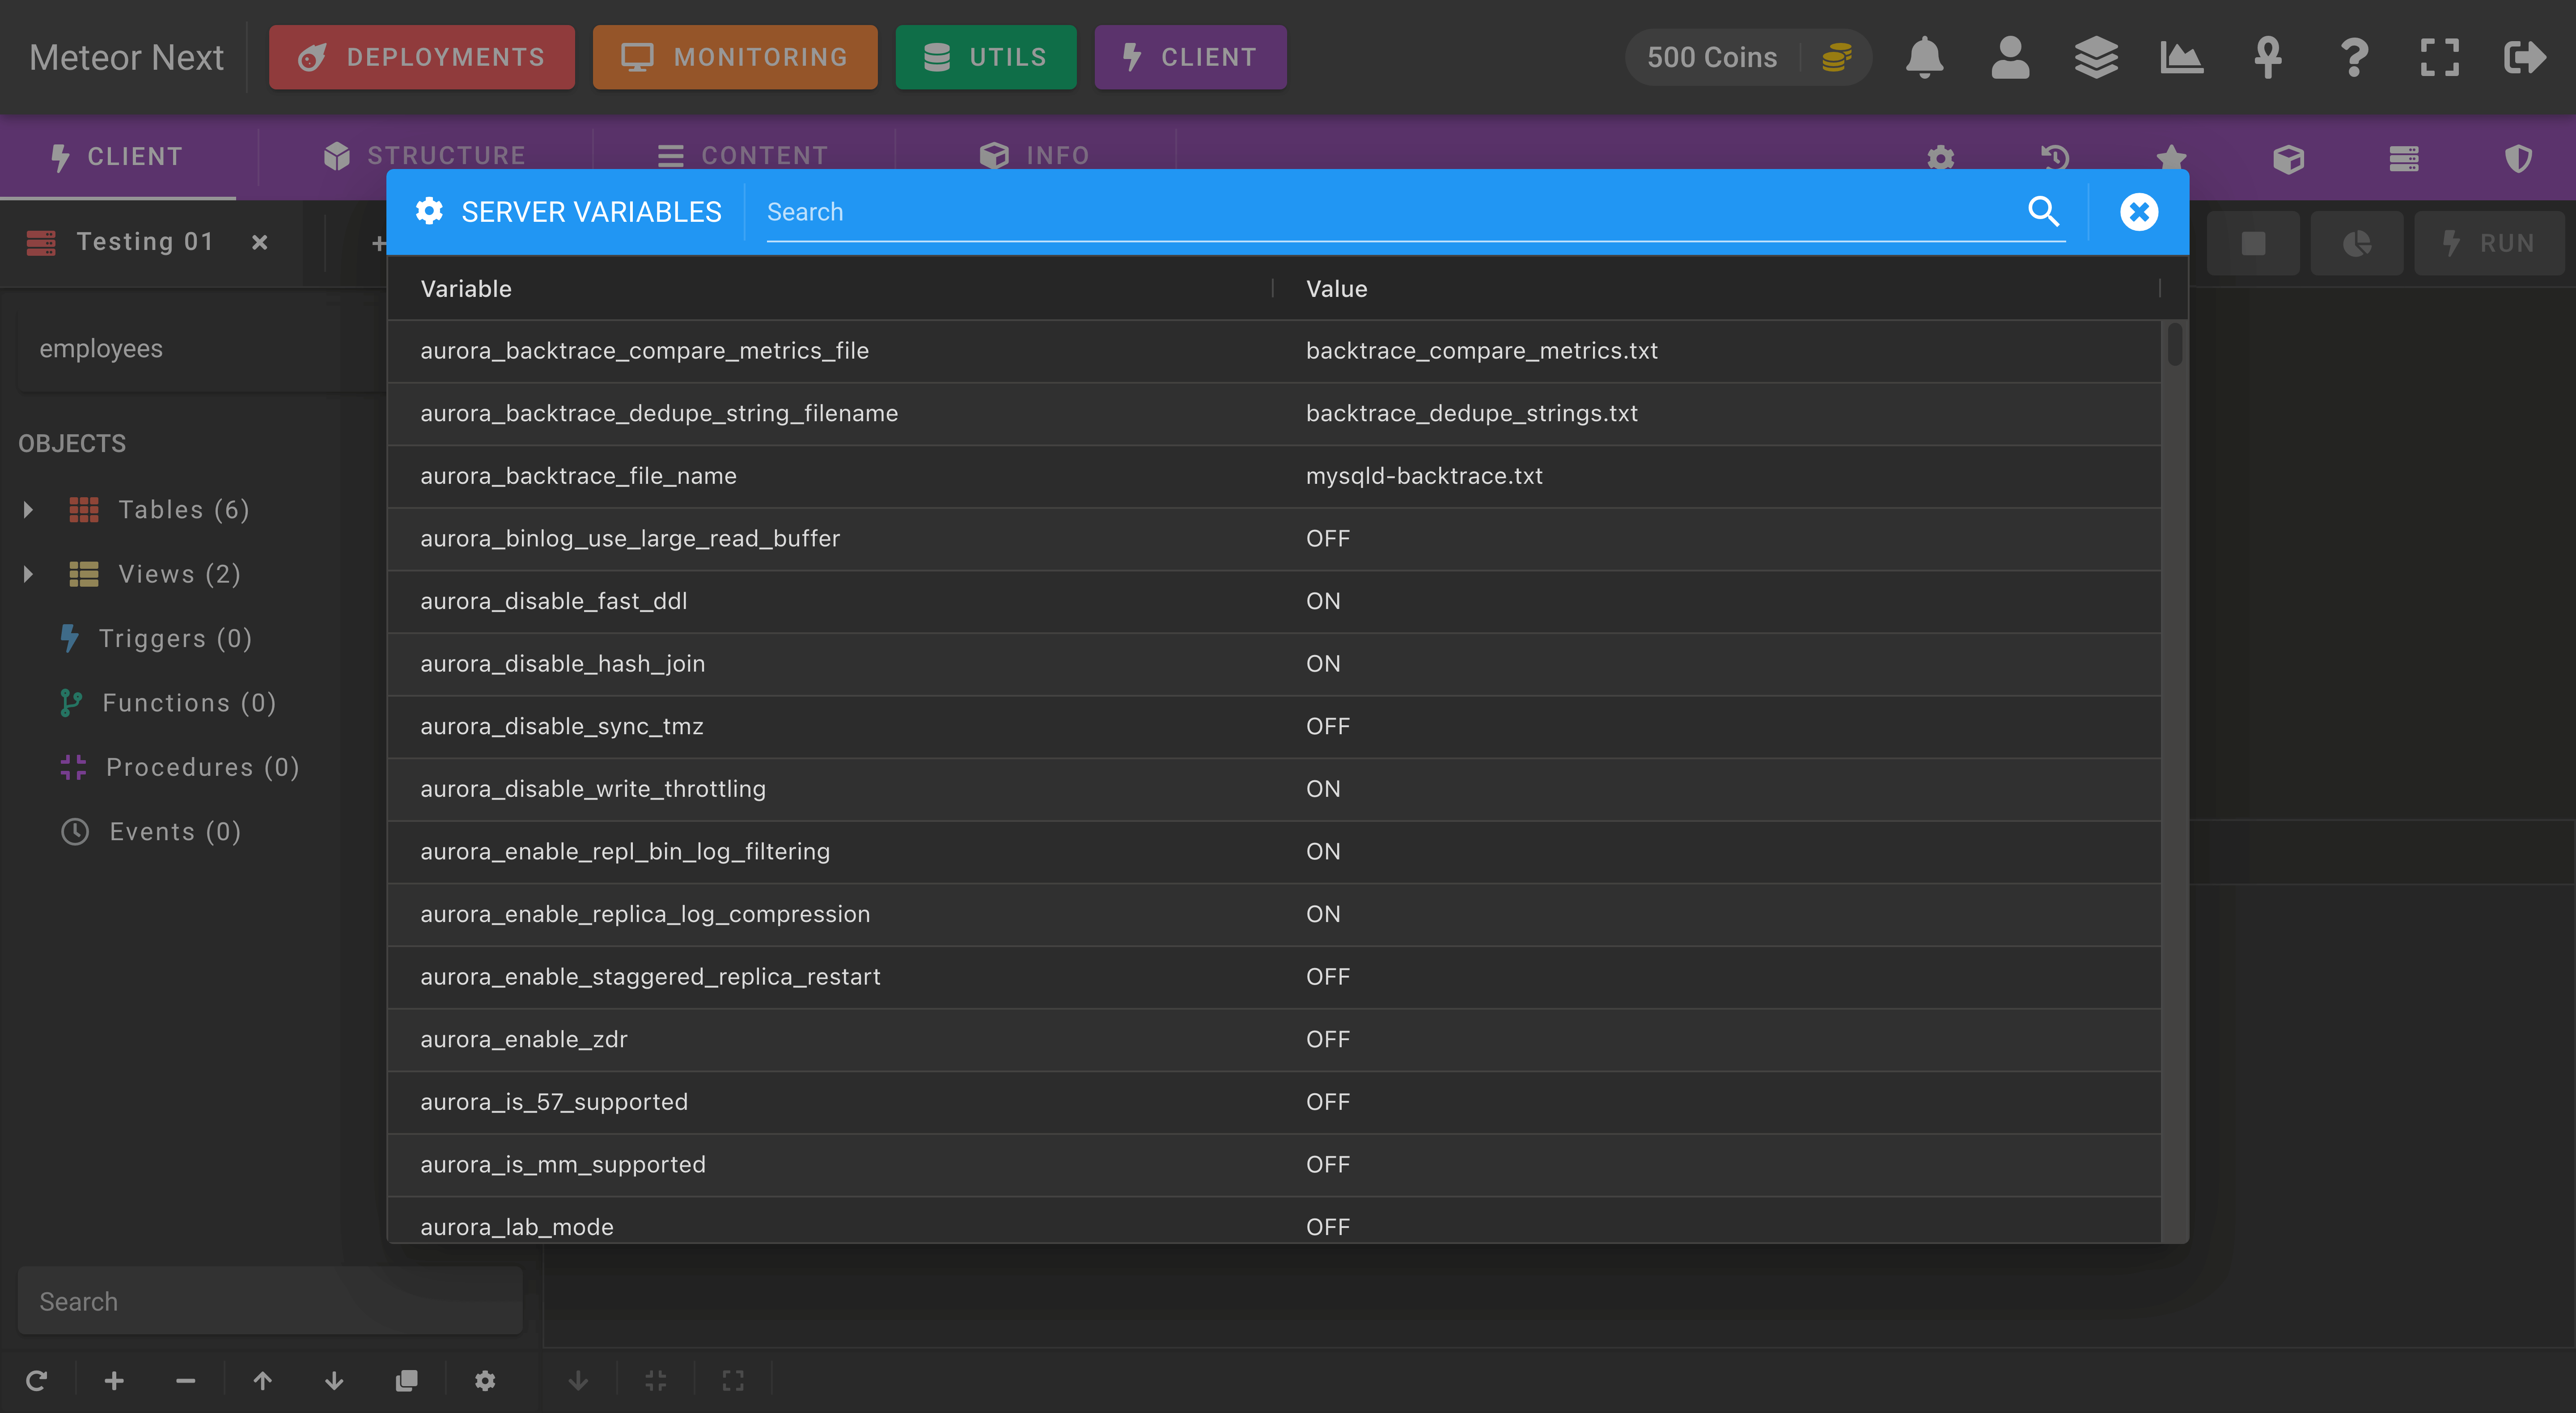 Meteor Next DEPLOYMENTS MONITORING UTILS CLIENT 500 Coins
CLIENT STRUCTURE CONTENT INFO
SERVER VARIABLES Search
Testing 01 RUN
employees
OBJECTS
Tables (6)
Views (2)
Triggers (0)
Functions (0)
Procedures (0)
Events (0)
Search
Variable Value
aurora_backtrace_compare_metrics_file backtrace_compare_metrics.txt
aurora_backtrace_dedupe_string_filename backtrace_dedupe_strings.txt
aurora_backtrace_file_name mysqld-backtrace.txt
aurora_binlog_use_large_read_buffer OFF
aurora_disable_fast_ddl ON
aurora_disable_hash_join ON
aurora_disable_sync_tmz OFF
aurora_disable_write_throttling ON
aurora_enable_repl_bin_log_filtering ON
aurora_enable_replica_log_compression ON
aurora_enable_staggered_replica_restart OFF
aurora_enable_zdr OFF
aurora_is_57_supported OFF
aurora_is_mm_supported OFF
aurora_lab_mode OFF